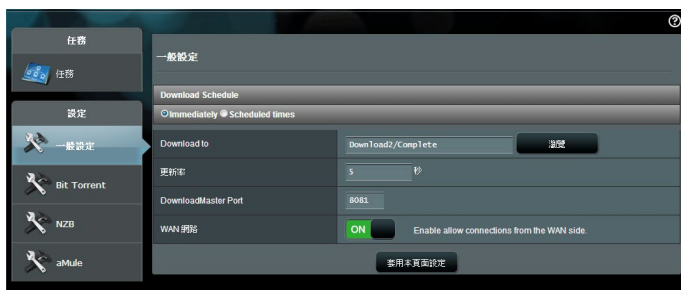 任務
任務
設定
一般設定
Bit Torrent
NZB
aMule
一般設定
Download Schedule
Immediately Scheduled times
Download to Download2/Complete 瀏覽
更新率 5 秒
DownloadMaster Port 8081
WAN 網路 ON Enable allow connections from the WAN side.
套用本頁面設定